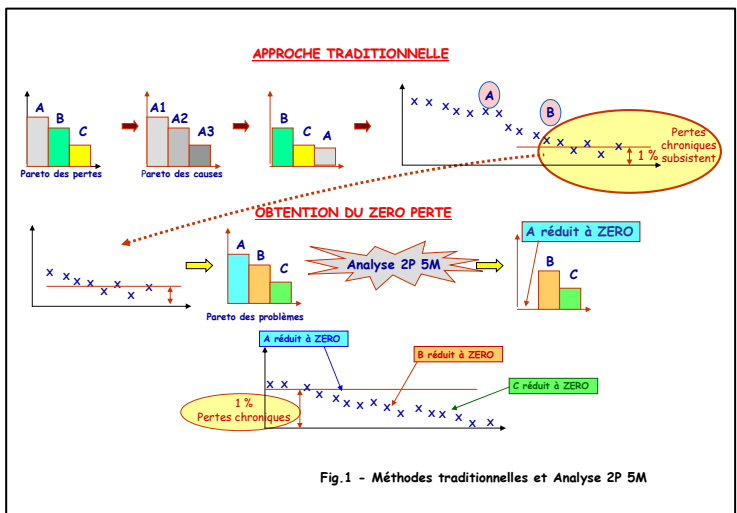 APPROCHE TRADITIONNELLE
A
B
C
Pareto des pertes
A1
A2
A3
Pareto des causes
B
C
A
x x x x x x x x x x x x x x x x
A
B
Pertes
chroniques
subsistent
1 %
OBTENTION DU ZERO PERTE
x x x x x x x x
A
B
C
Pareto des problèmes
Analyse 2P 5M
A réduit à ZERO
B
C
A réduit à ZERO
B réduit à ZERO
C réduit à ZERO
1 %
Pertes chroniques
x x x x x x x x x x x x x x x x x x
Fig.1 - Méthodes traditionnelles et Analyse 2P 5M